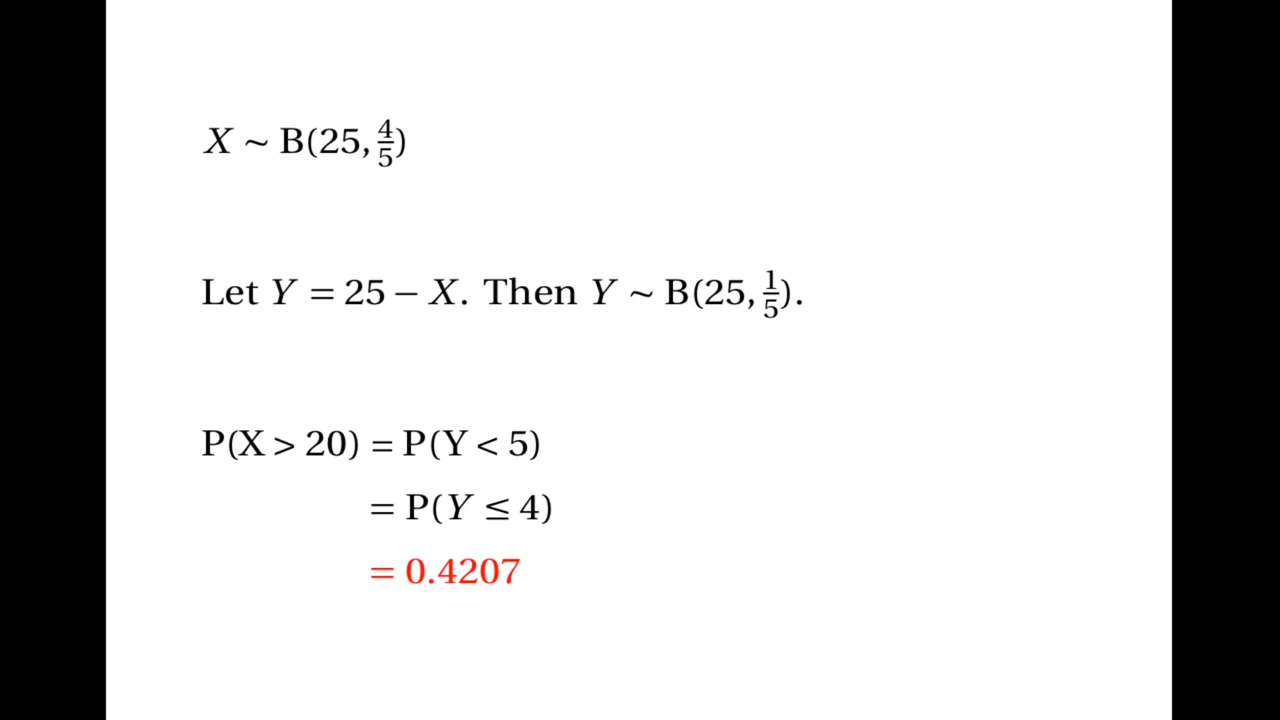 X ~ B(25, 4/5)
Let Y = 25 − X. Then Y ~ B(25, 1/5).
P(X > 20) = P(Y < 5)
= P(Y ≤ 4)
= 0.4207